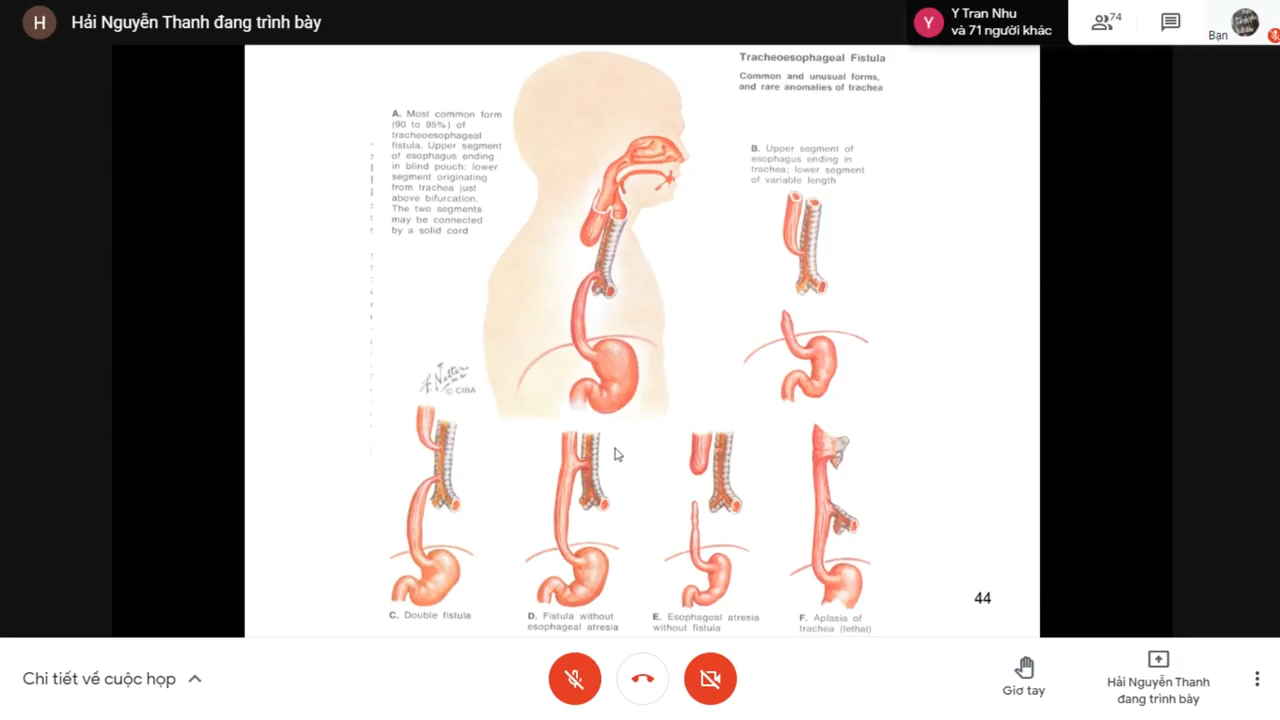 H
Hải Nguyễn Thanh đang trình bày
Y
Y Tran Nhu
và 71 người khác
74
Bạn
Tracheoesophageal Fistula
Common and unusual forms,
and rare anomalies of trachea
A. Most common form
(90 to 95%) of
tracheoesophageal
fistula. Upper segment
of esophagus ending
in blind pouch; lower
segment originating
from trachea just
above bifurcation.
The two segments
may be connected
by a solid cord
B. Upper segment of
esophagus ending in
trachea; lower segment
of variable length
F. Netter
© CIBA
C. Double fistula
D. Fistula without
esophageal atresia
E. Esophageal atresia
without fistula
F. Aplasia of
trachea (lethal)
44
Chi tiết về cuộc họp
Giơ tay
Hải Nguyễn Thanh
đang trình bày